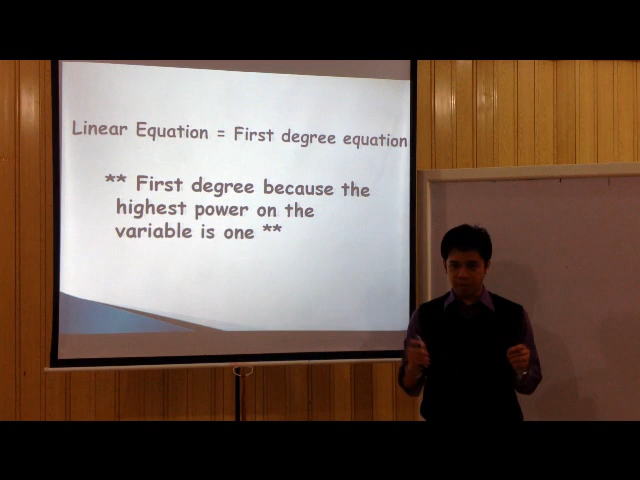 Linear Equation = First degree equation
** First degree because the
highest power on the
variable is one **